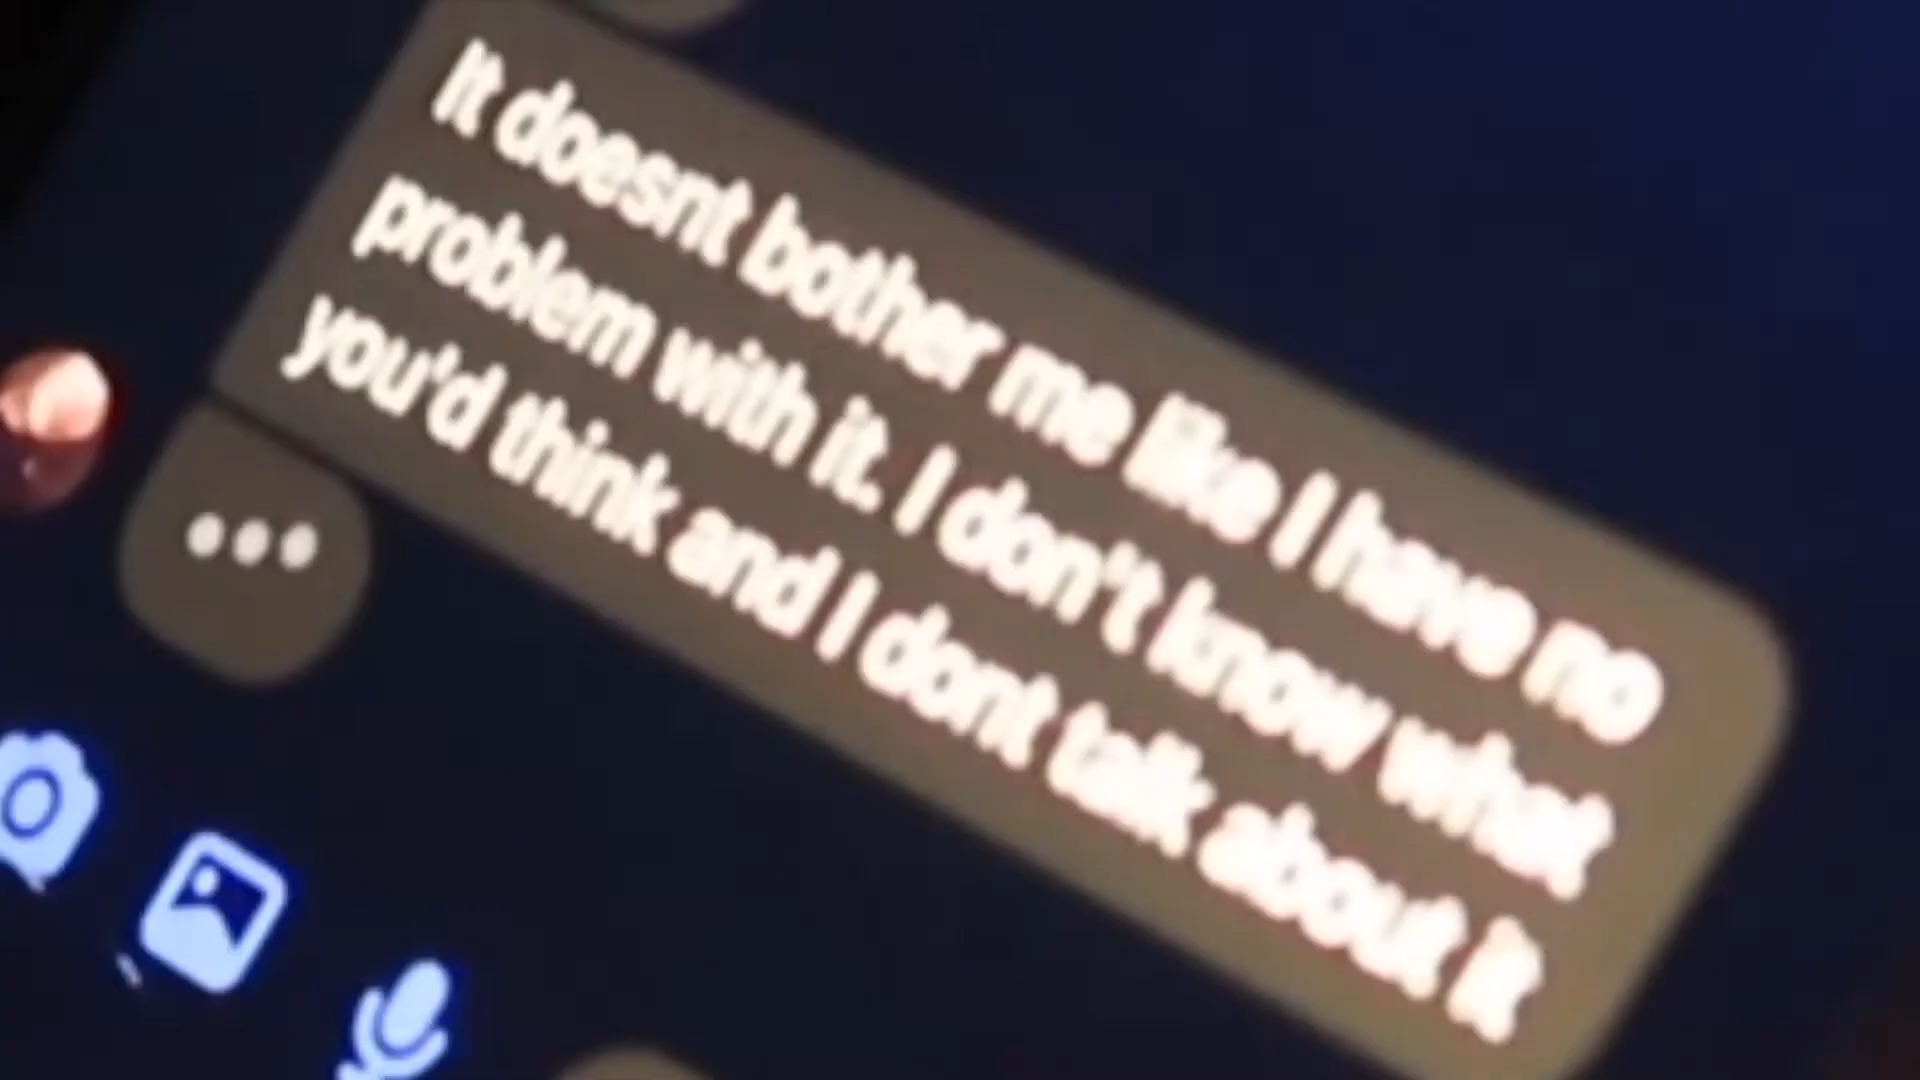 It doesnt bother me like I have no
problem with it. I don't know what
you'd think and I dont talk about it